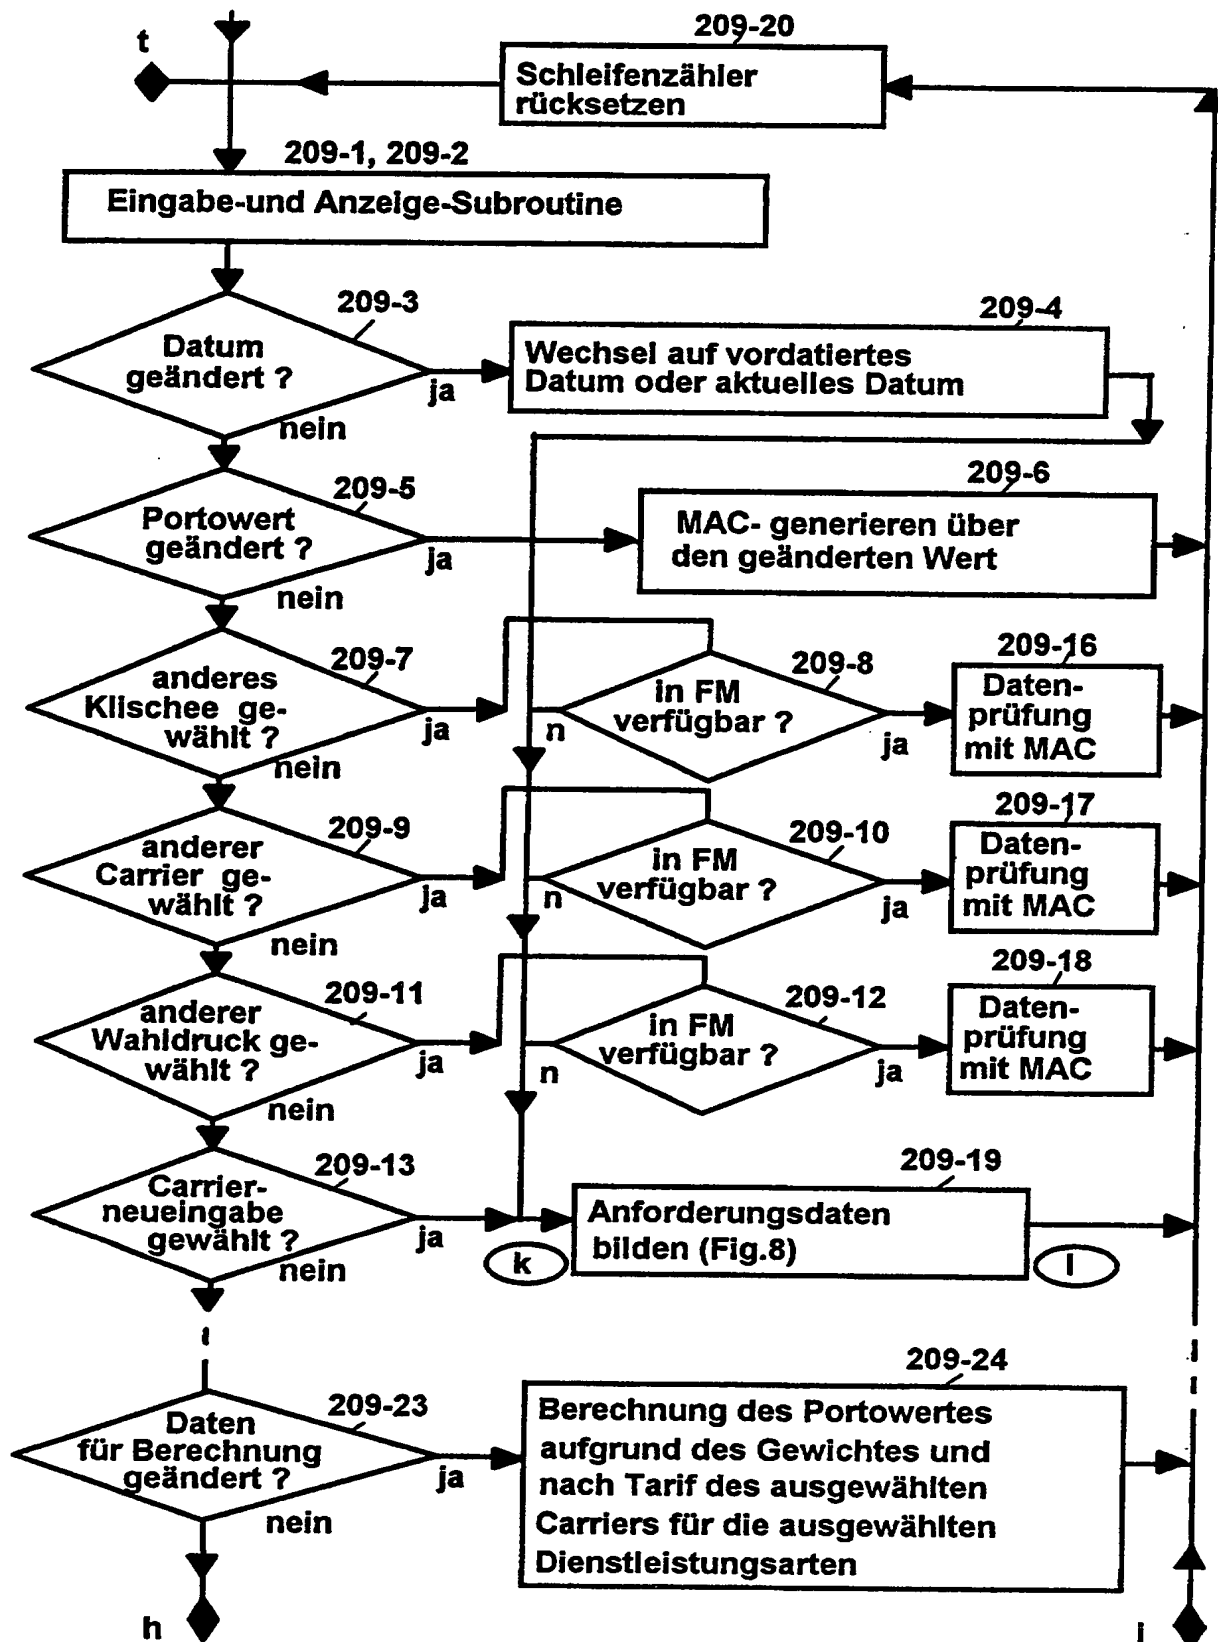 t
209-20
Schleifenzähler
rücksetzen
209-1, 209-2
Eingabe-und Anzeige-Subroutine
209-3
Datum
geändert ?
ja
nein
209-4
Wechsel auf vordatiertes
Datum oder aktuelles Datum
209-5
Portowert
geändert ?
ja
nein
209-6
MAC- generieren über
den geänderten Wert
209-7
anderes
Klischee ge-
wählt ?
ja
nein
209-8
in FM
verfügbar ?
n
ja
209-16
Daten-
prüfung
mit MAC
209-9
anderer
Carrier ge-
wählt ?
ja
nein
209-10
in FM
verfügbar ?
n
ja
209-17
Daten-
prüfung
mit MAC
209-11
anderer
Wahldruck ge-
wählt ?
ja
nein
209-12
in FM
verfügbar ?
n
ja
209-18
Daten-
prüfung
mit MAC
209-13
Carrier-
neueingabe
gewählt ?
ja
nein
k
209-19
Anforderungsdaten
bilden (Fig.8)
l
209-23
Daten
für Berechnung
geändert ?
ja
nein
209-24
Berechnung des Portowertes
aufgrund des Gewichtes und
nach Tarif des ausgewählten
Carriers für die ausgewählten
Dienstleistungsarten
h
i